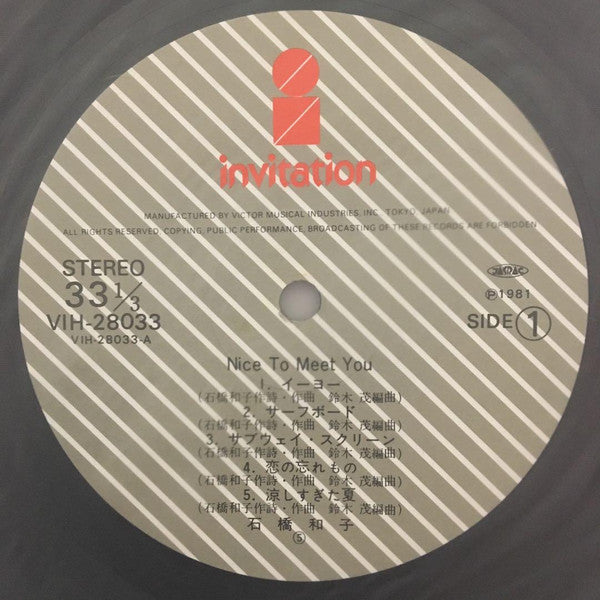 invitation
MANUFACTURED BY VICTOR MUSICAL INDUSTRIES, INC. TOKYO, JAPAN
ALL RIGHTS RESERVED, COPYING, PUBLIC PERFORMANCE, BROADCASTING OF THESE RECORDS ARE FORBIDDEN
STEREO
33 1/3
VIH-28033
VIH-28033-A
JASRAC
Ⓟ1981
SIDE 1
Nice To Meet You
1. イーヨー
(石橋和子作詩・作曲 鈴木 茂編曲)
2. サーフボード
(石橋和子作詩・作曲 鈴木 茂編曲)
3. サブウェイ・スクリーン
(石橋和子作詩・作曲 鈴木 茂編曲)
4. 恋の忘れもの
(石橋和子作詩・作曲 鈴木 茂編曲)
5. 涼しすぎた夏
(石橋和子作詩・作曲 鈴木 茂編曲)
石橋和子
⑤